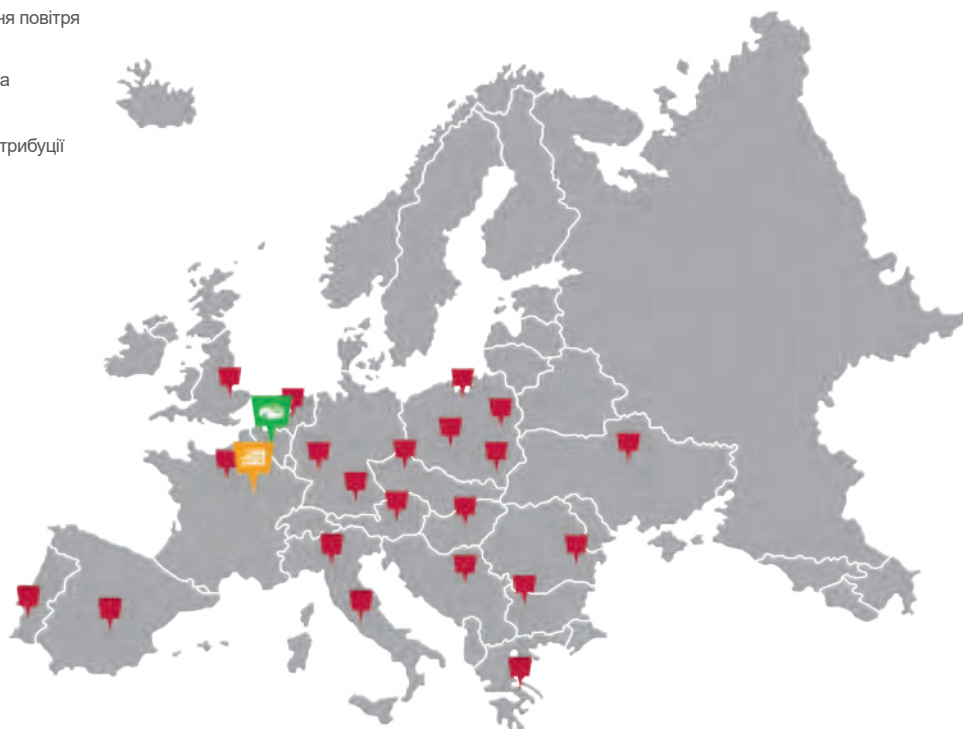 ня повітря
а
трибуції